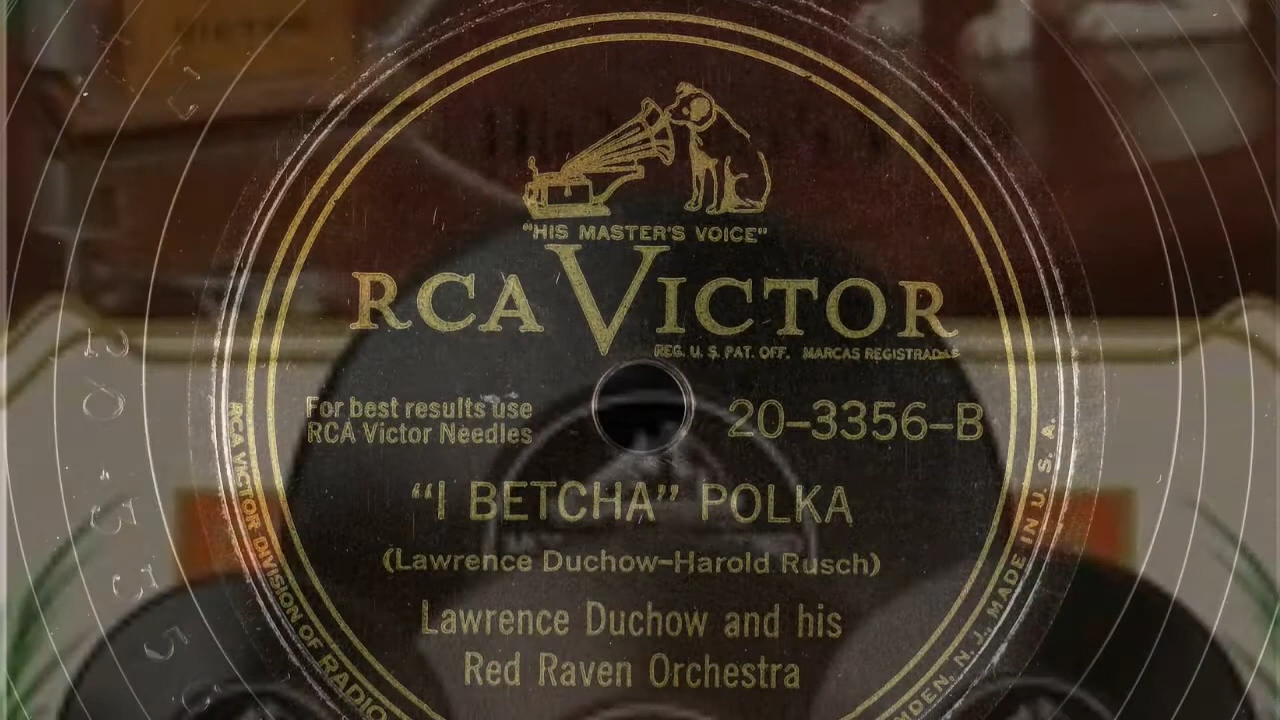 "HIS MASTER'S VOICE"
RCA VICTOR
REG. U. S. PAT. OFF. MARCAS REGISTRADAS
For best results use
RCA Victor Needles
20-3356-B
"I BETCHA" POLKA
(Lawrence Duchow-Harold Rusch)
Lawrence Duchow and his
Red Raven Orchestra
RCA VICTOR DIVISION OF RADIO
N. J., MADE IN U. S. A.